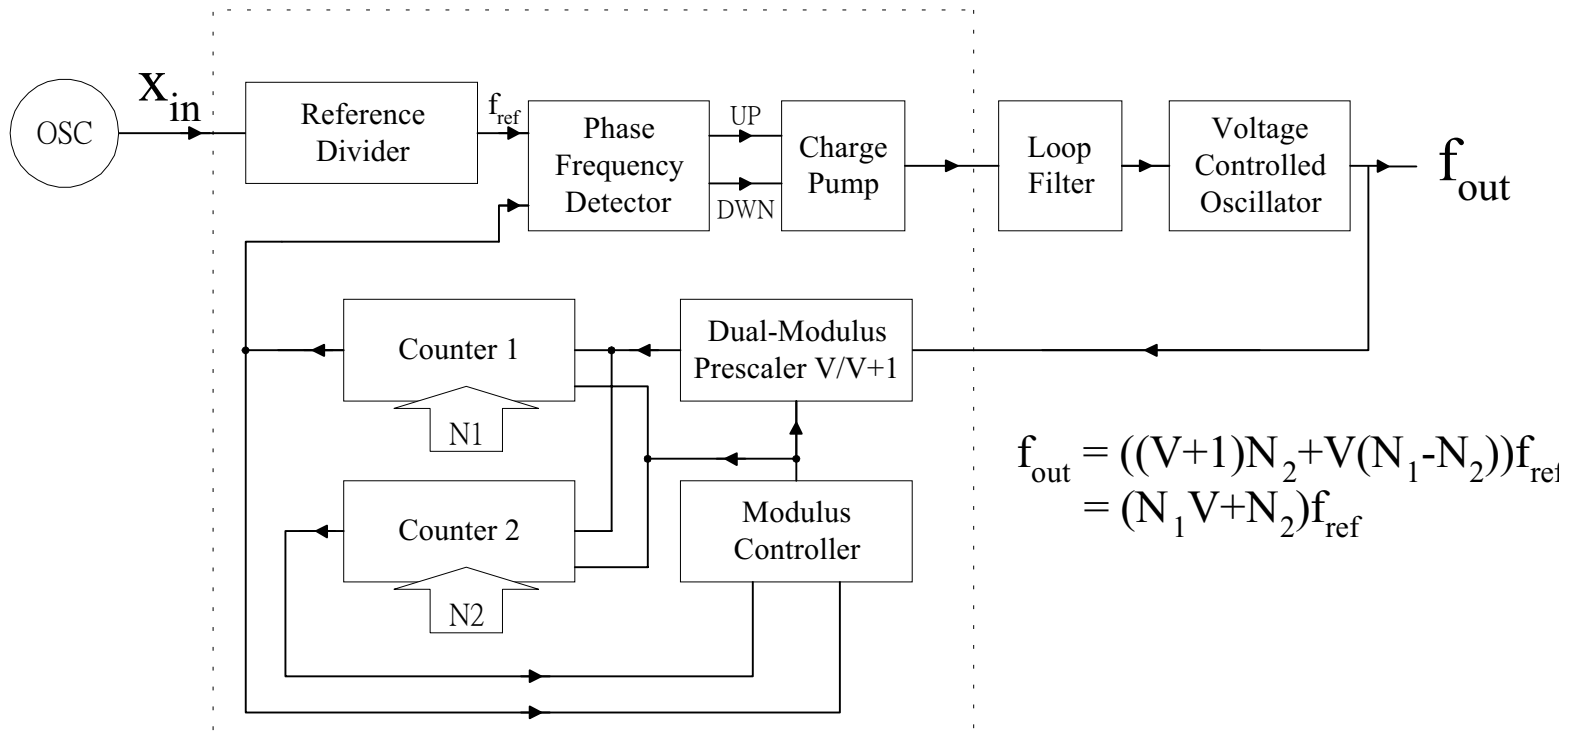 OSC
x_in
Reference
Divider
f_ref
Phase
Frequency
Detector
UP
DWN
Charge
Pump
Loop
Filter
Voltage
Controlled
Oscillator
f_out
Counter 1
N1
Dual-Modulus
Prescaler V/V+1
Counter 2
N2
Modulus
Controller
f_out = ((V+1)N_2+V(N_1-N_2))f_ref
= (N_1V+N_2)f_ref